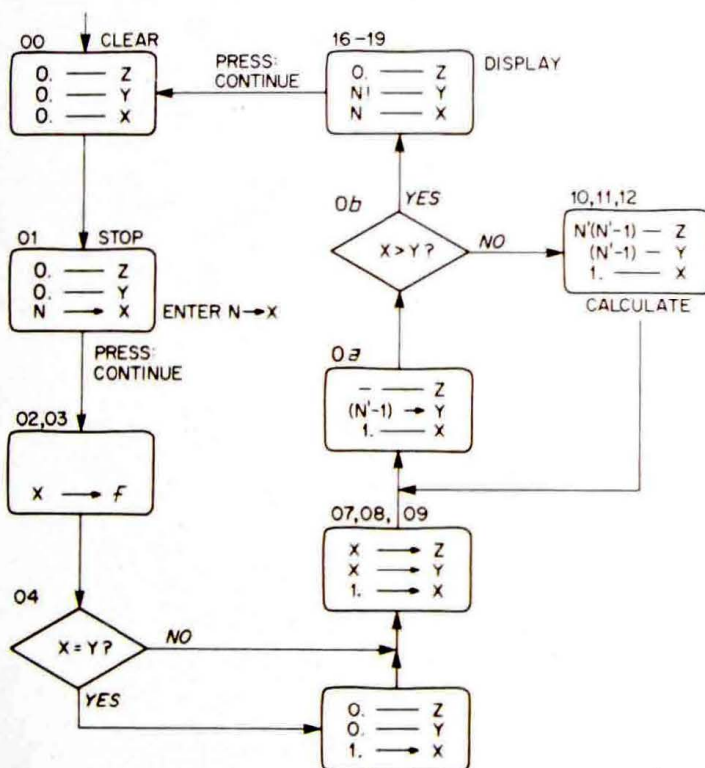 00 CLEAR
0. — Z
0. — Y
0. — X
PRESS:
CONTINUE
16-19
0. — Z
N! — Y
N — X
DISPLAY
01 STOP
0. — Z
0. — Y
N → X
ENTER N→X
PRESS:
CONTINUE
0b
X > Y?
YES
NO
10,11,12
N'(N'-1) — Z
(N'-1) — Y
1. — X
CALCULATE
0a
- — Z
(N'-1) → Y
1. — X
02,03
X → f
07,08, 09
X → Z
X → Y
1. → X
04
X = Y?
NO
YES
0. — Z
0. — Y
1. → X